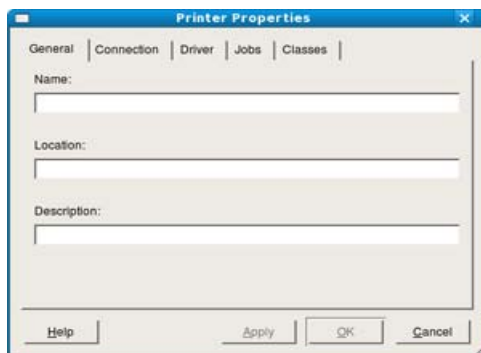 Printer Properties
General Connection Driver Jobs Classes
Name:
Location:
Description:
Help Apply OK Cancel